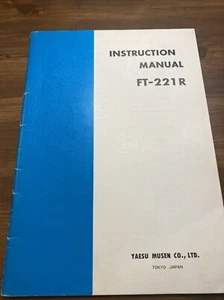 INSTRUCTION
MANUAL
FT-221R
YAESU MUSEN CO., LTD.
TOKYO JAPAN